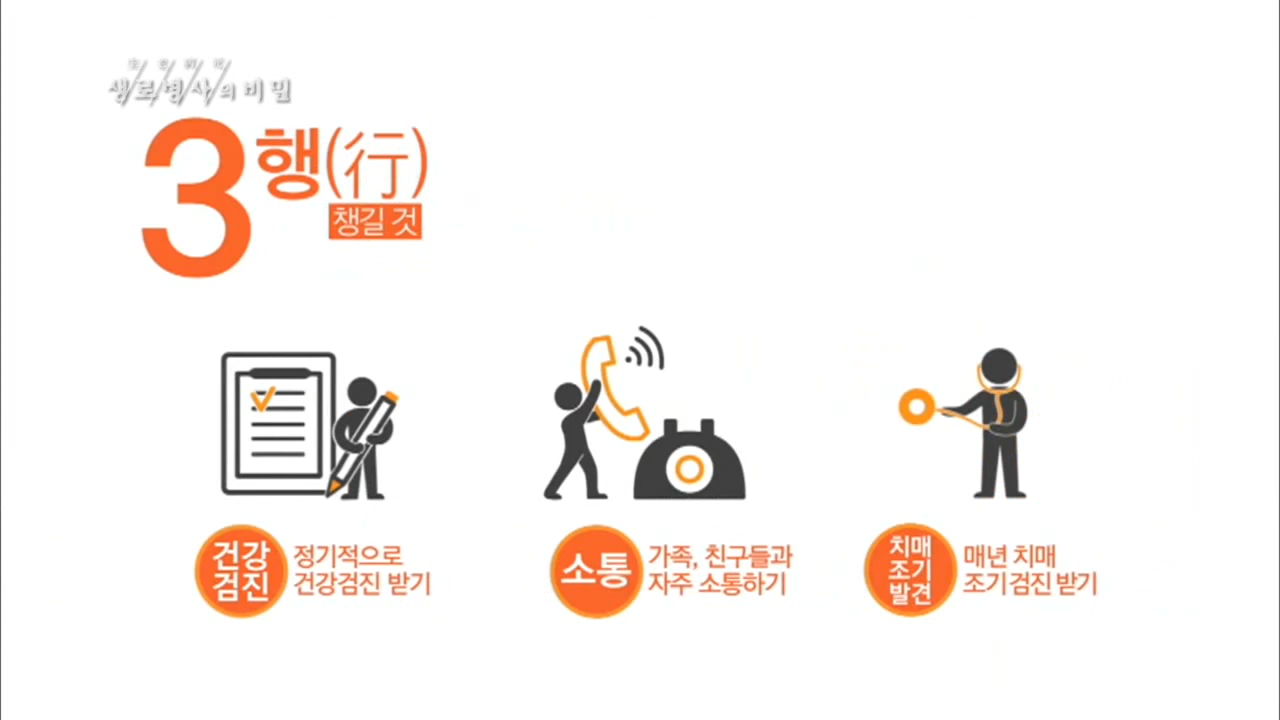 생로병사의 비밀
3행(行)
챙길 것
건강
검진
정기적으로
건강검진 받기
소통
가족, 친구들과
자주 소통하기
치매
조기
발견
매년 치매
조기검진 받기